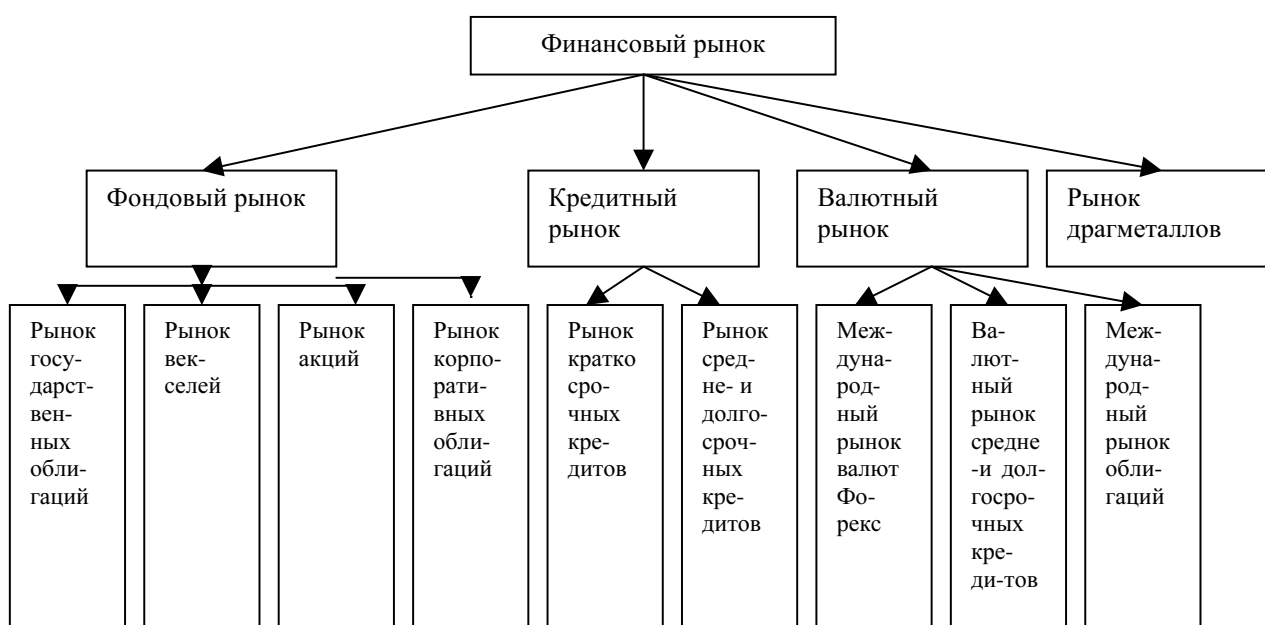 Финансовый рынок
Фондовый рынок
Кредитный
рынок
Валютный
рынок
Рынок
драгметаллов
Рынок
госу-
дарст-
вен-
ных
обли-
гаций
Рынок
век-
селей
Рынок
акций
Рынок
корпо-
рати-
вных
обли-
гаций
Рынок
кратко
сро-
чных
кре-
дитов
Рынок
сред-
не- и
долго-
сроч-
ных
кре-
дитов
Меж-
дуна-
род-
ный
рынок
валют
Фо-
рекс
Ва-
лют-
ный
рынок
средне
-и дол-
госро-
чных
кре-
ди-тов
Меж-
дуна-
род-
ный
рынок
обли-
гаций